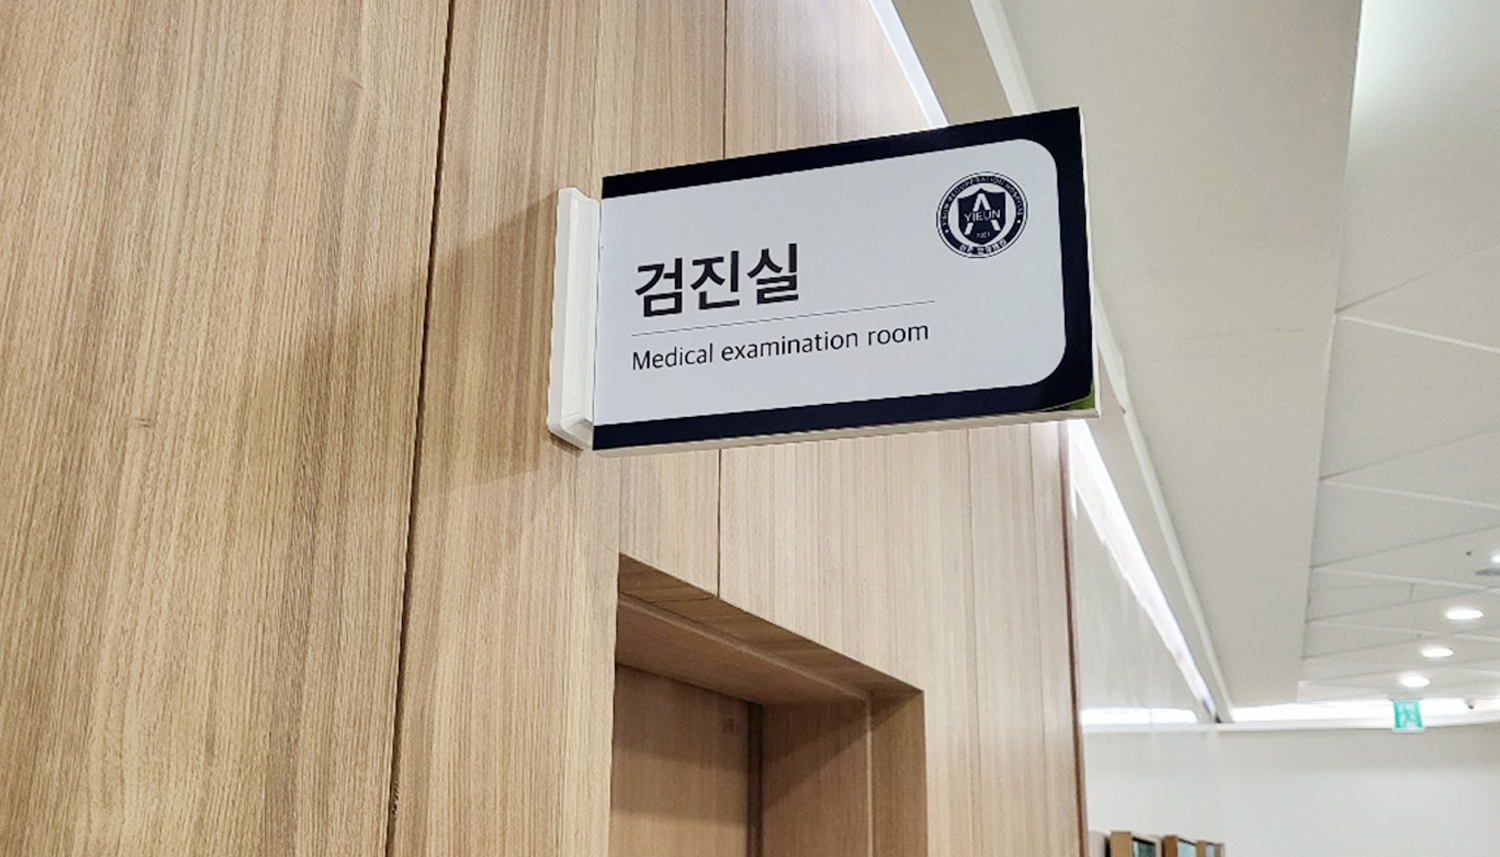 검진실
Medical examination room
YIEUN